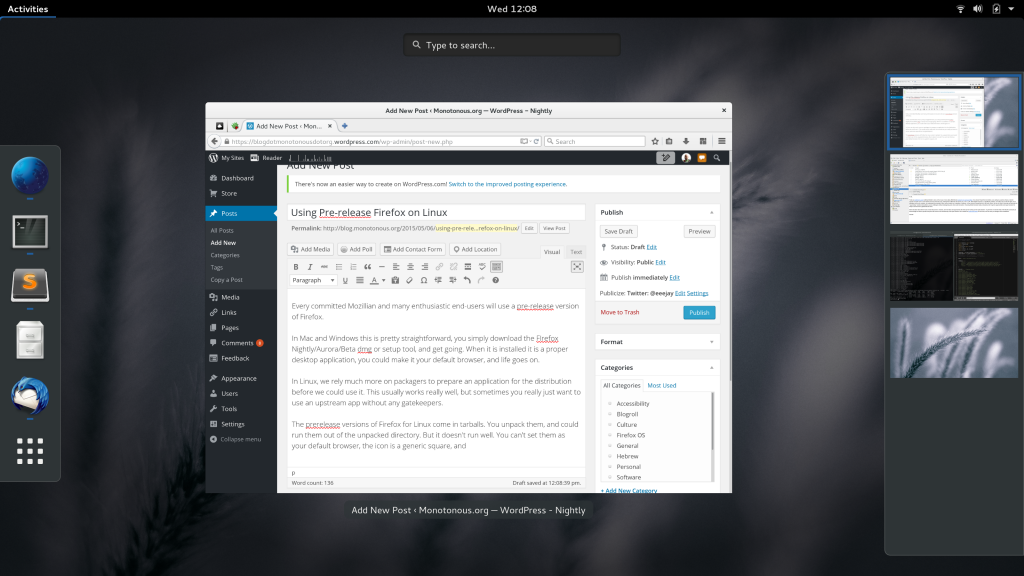 Activities
Wed 12:08
Type to search...
Add New Post ‹ Monotonous.org — WordPress – Nightly
Add New Post ‹ Mon...
https://blogdotmonotonousdotorg.wordpress.com/wp-admin/post-new.php
Search
My Sites
Reader
Dashboard
Store
Posts
All Posts
Add New
Categories
Tags
Copy a Post
Media
Links
Pages
Comments
Feedback
Appearance
Users
Tools
Settings
Collapse menu
Add New Post
There's now an easier way to create on WordPress.com! Switch to the improved posting experience.
Using Pre-release Firefox on Linux
Permalink: http://blog.monotonous.org/2015/05/06/using-pre-rele...refox-on-linux/ Edit View Post
Add Media Add Poll Add Contact Form Add Location
Visual Text
Paragraph
Every committed Mozillian and many enthusiastic end-users will use a pre-release version
of Firefox.
In Mac and Windows this is pretty straightforward, you simply download the Firefox
Nightly/Aurora/Beta dmg or setup tool, and get going. When it is installed it is a proper
desktop application, you could make it your default browser, and life goes on.
In Linux, we rely much more on packagers to prepare an application for the distribution
before we could use it. This usually works really well, but sometimes you really just want to
use an upstream app without any gatekeepers.
The prerelease versions of Firefox for Linux come in tarballs. You unpack them, and could
run them out of the unpacked directory. But it doesn't run well. You can't set them as
your default browser, the icon is a generic square, and
p
Word count: 136
Draft saved at 12:08:39 pm.
Publish
Save Draft
Preview
Status: Draft Edit
Visibility: Public Edit
Publish immediately Edit
Publicize: Twitter: @eeejay Edit Settings
Move to Trash
Publish
Format
Categories
All Categories
Most Used
Accessibility
Blogroll
Culture
Firefox OS
General
Hebrew
Personal
Software
+ Add New Category
Add New Post ‹ Monotonous.org — WordPress - Nightly